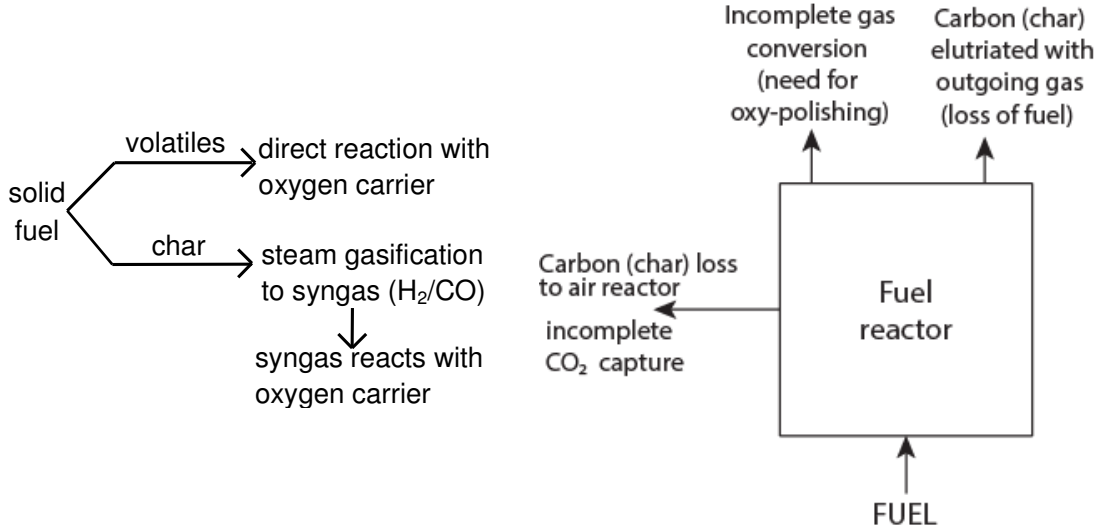 volatiles
direct reaction with
oxygen carrier
solid
fuel
char
steam gasification
to syngas (H₂/CO)
syngas reacts with
oxygen carrier
Incomplete gas
conversion
(need for
oxy-polishing)
Carbon (char)
elutriated with
outgoing gas
(loss of fuel)
Carbon (char) loss
to air reactor
incomplete
CO₂ capture
Fuel
reactor
FUEL